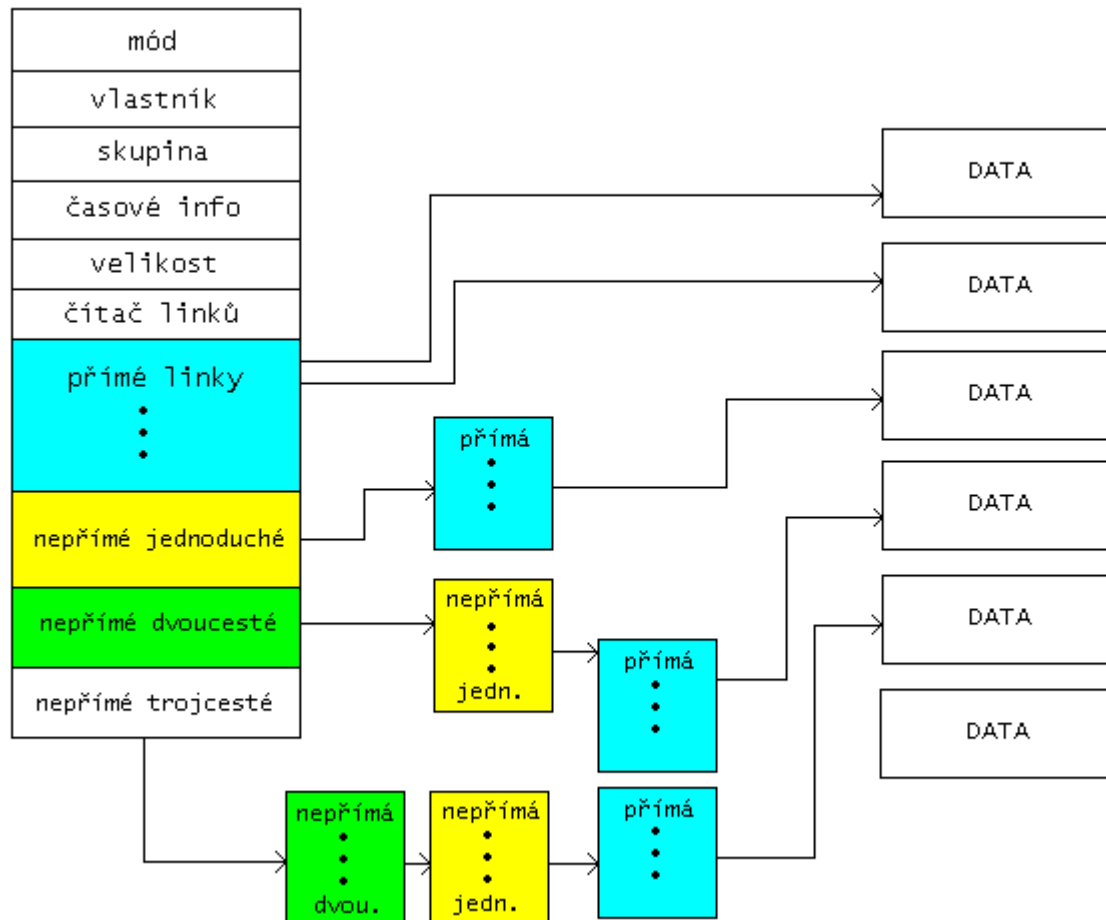 mód
vlastník
skupina
časové info
velikost
čítač linků
přímé linky
nepřímé jednoduché
nepřímé dvoucesté
nepřímé trojcesté
přímá
nepřímá
jedn.
přímá
nepřímá
dvou.
nepřímá
jedn.
přímá
DATA
DATA
DATA
DATA
DATA
DATA